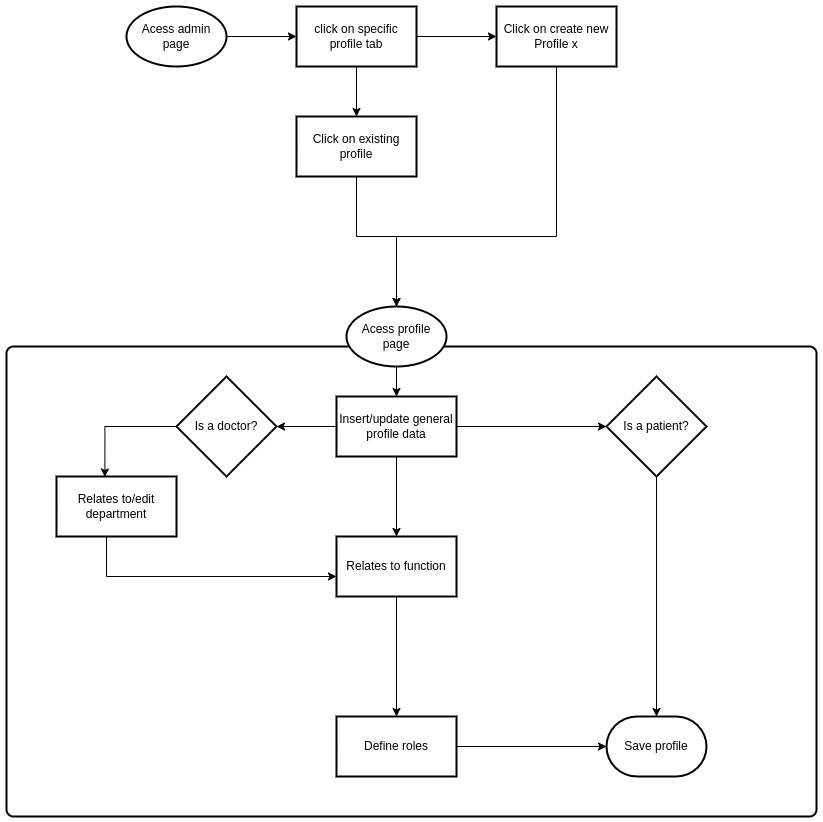 Acess admin
page
click on specific
profile tab
Click on create new
Profile x
Click on existing
profile
Acess profile
page
Is a doctor?
Insert/update general
profile data
Is a patient?
Relates to/edit
department
Relates to function
Define roles
Save profile